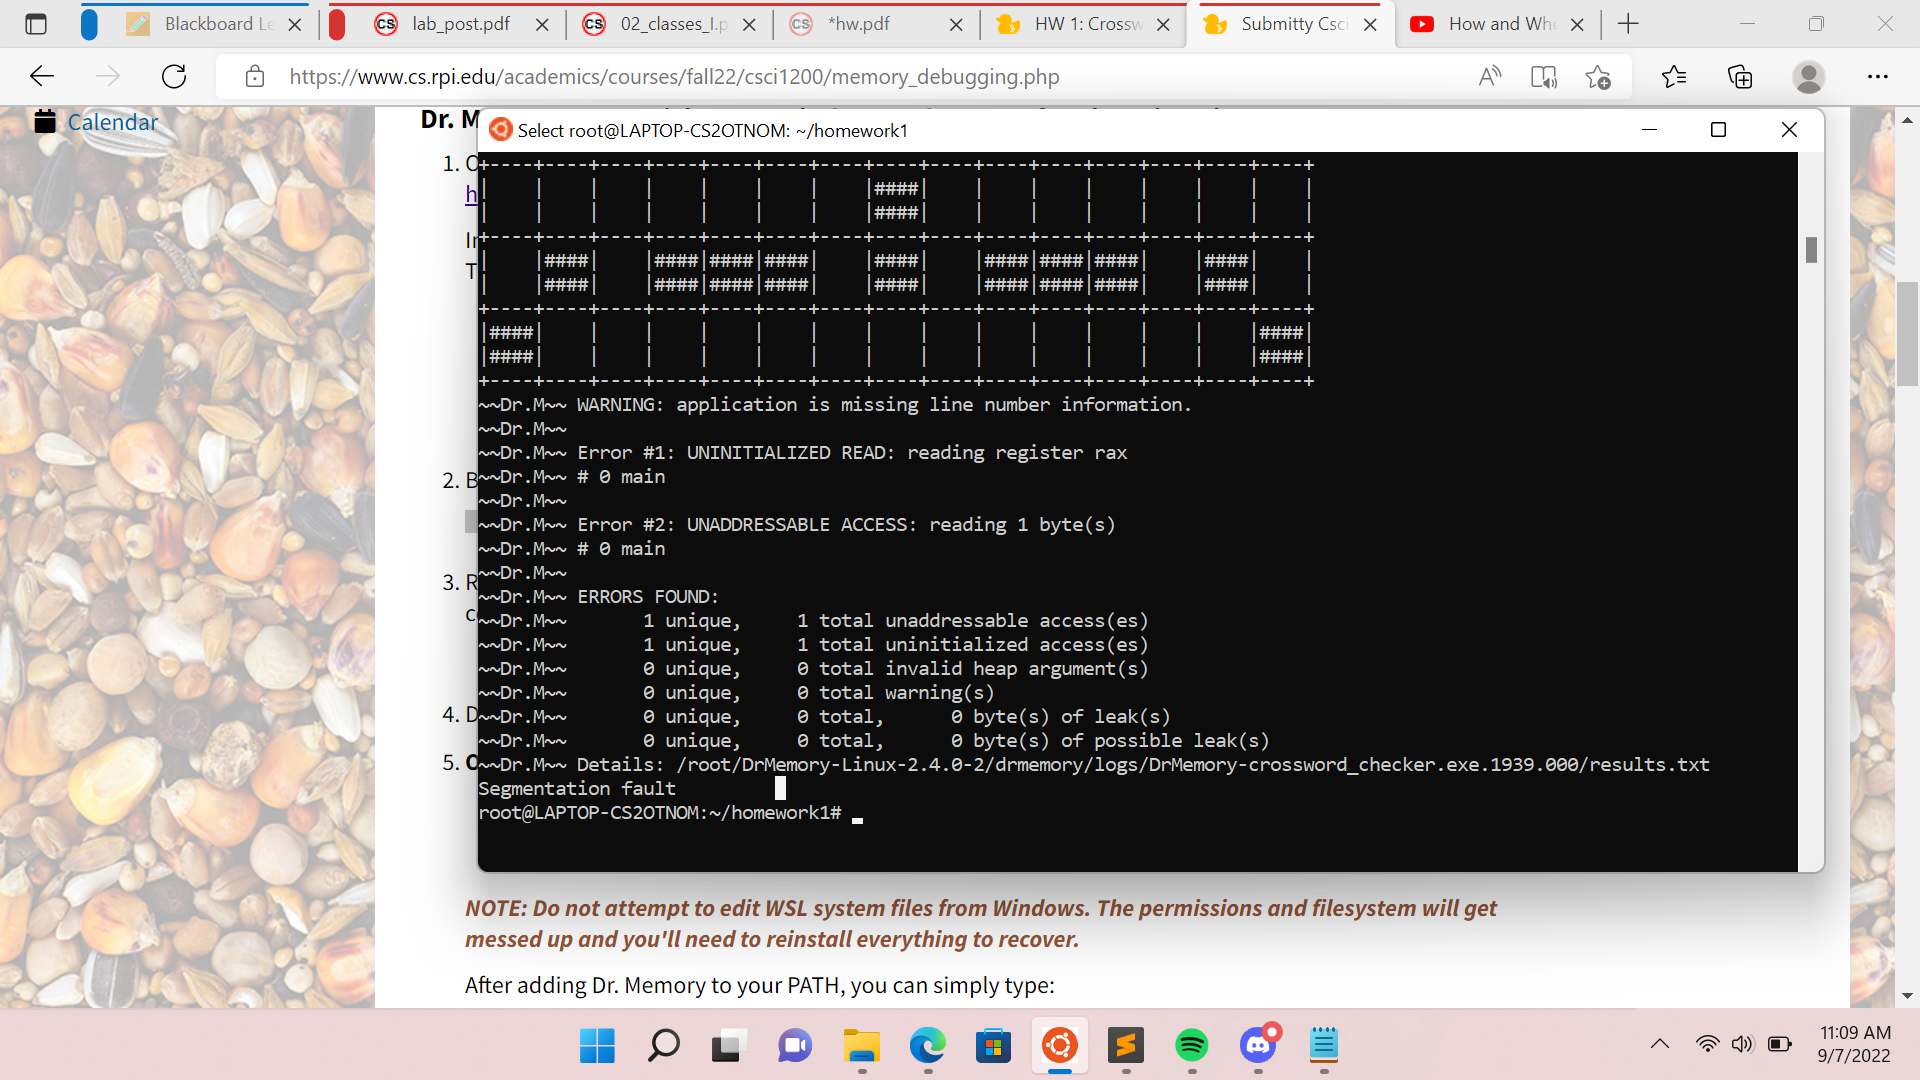 Blackboard Le
lab_post.pdf
02_classes_I.p
*hw.pdf
HW 1: Crossw
Submitty Csci
How and Whe
https://www.cs.rpi.edu/academics/courses/fall22/csci1200/memory_debugging.php
Calendar
Dr. M
Select root@LAPTOP-CS2OTNOM: ~/homework1
1. O
h
In
T
2. B
3. R
co
4. D
5. O
+----+----+----+----+----+----+----+----+----+----+----+----+----+----+----+
|    |    |    |    |    |    |    |####|    |    |    |    |    |    |    |
|    |    |    |    |    |    |    |####|    |    |    |    |    |    |    |
+----+----+----+----+----+----+----+----+----+----+----+----+----+----+----+
|    |####|    |####|####|####|    |####|    |####|####|####|    |####|    |
|    |####|    |####|####|####|    |####|    |####|####|####|    |####|    |
+----+----+----+----+----+----+----+----+----+----+----+----+----+----+----+
|####|    |    |    |    |    |    |    |    |    |    |    |    |    |####|
|####|    |    |    |    |    |    |    |    |    |    |    |    |    |####|
+----+----+----+----+----+----+----+----+----+----+----+----+----+----+----+
~~Dr.M~~ WARNING: application is missing line number information.
~~Dr.M~~
~~Dr.M~~ Error #1: UNINITIALIZED READ: reading register rax
~~Dr.M~~ # 0 main
~~Dr.M~~
~~Dr.M~~ Error #2: UNADDRESSABLE ACCESS: reading 1 byte(s)
~~Dr.M~~ # 0 main
~~Dr.M~~
~~Dr.M~~ ERRORS FOUND:
~~Dr.M~~       1 unique,     1 total unaddressable access(es)
~~Dr.M~~       1 unique,     1 total uninitialized access(es)
~~Dr.M~~       0 unique,     0 total invalid heap argument(s)
~~Dr.M~~       0 unique,     0 total warning(s)
~~Dr.M~~       0 unique,     0 total,      0 byte(s) of leak(s)
~~Dr.M~~       0 unique,     0 total,      0 byte(s) of possible leak(s)
~~Dr.M~~ Details: /root/DrMemory-Linux-2.4.0-2/drmemory/logs/DrMemory-crossword_checker.exe.1939.000/results.txt
Segmentation fault
root@LAPTOP-CS2OTNOM:~/homework1#
NOTE: Do not attempt to edit WSL system files from Windows. The permissions and filesystem will get
messed up and you'll need to reinstall everything to recover.
After adding Dr. Memory to your PATH, you can simply type:
11:09 AM
9/7/2022